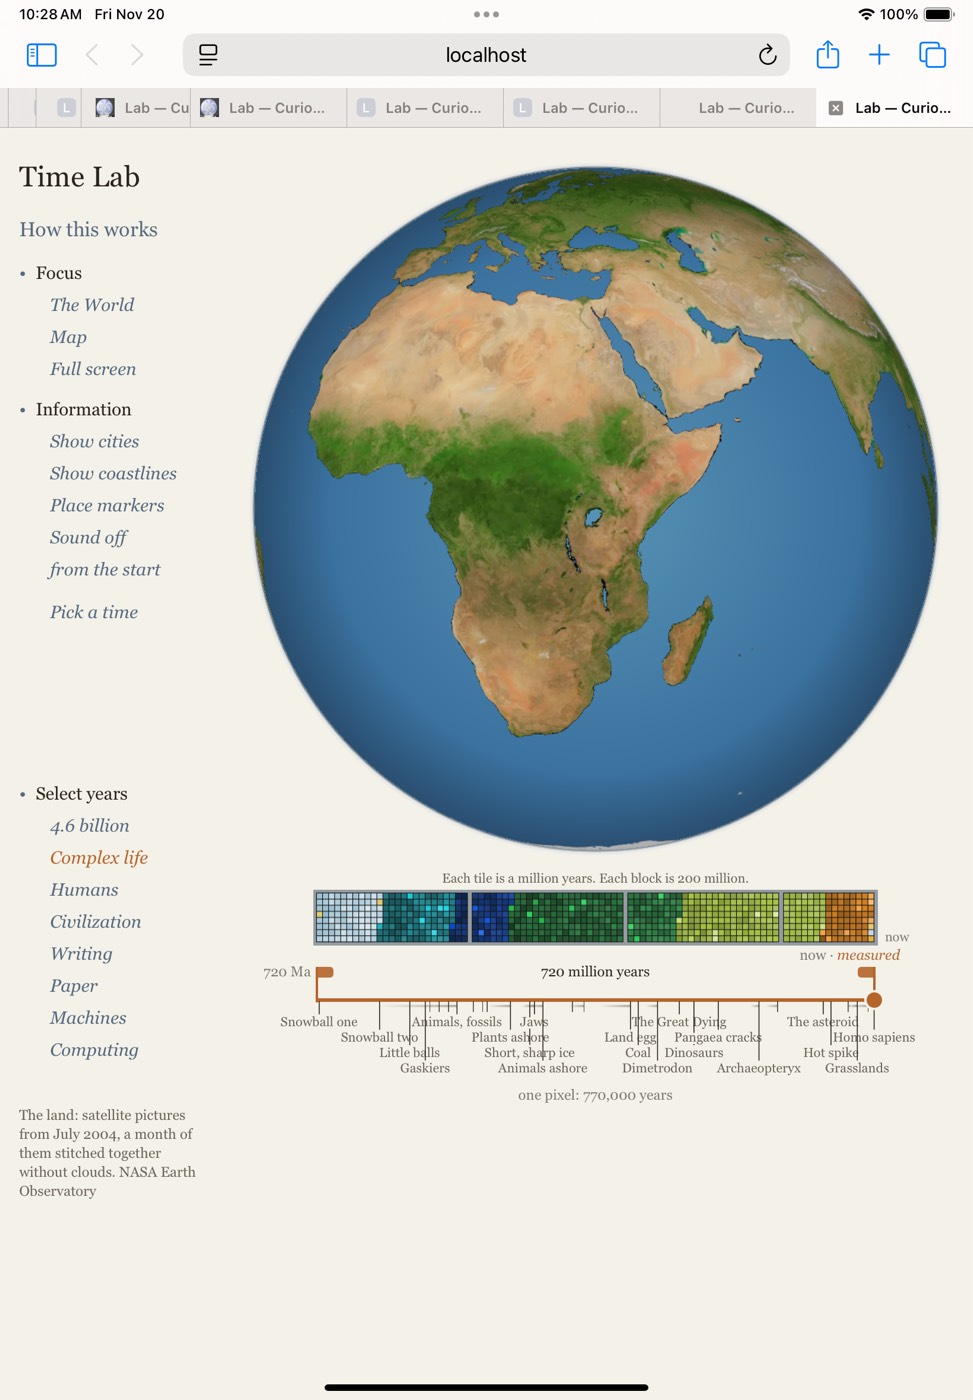 10:28 AM Fri Nov 20
100%
localhost
L
Lab — Cu
Lab — Curio...
L
Lab — Curio...
L
Lab — Curio...
Lab — Curio...
Lab — Curio...
Time Lab
How this works
• Focus
The World
Map
Full screen
• Information
Show cities
Show coastlines
Place markers
Sound off
from the start
Pick a time
• Select years
4.6 billion
Complex life
Humans
Civilization
Writing
Paper
Machines
Computing
The land: satellite pictures
from July 2004, a month of
them stitched together
without clouds. NASA Earth
Observatory
Each tile is a million years. Each block is 200 million.
now
now · measured
720 Ma
720 million years
Snowball one
Animals, fossils
Jaws
The Great Dying
The asteroid
Snowball two
Plants ashore
Land egg
Pangaea cracks
Homo sapiens
Little balls
Short, sharp ice
Coal
Dinosaurs
Hot spike
Gaskiers
Animals ashore
Dimetrodon
Archaeopteryx
Grasslands
one pixel: 770,000 years